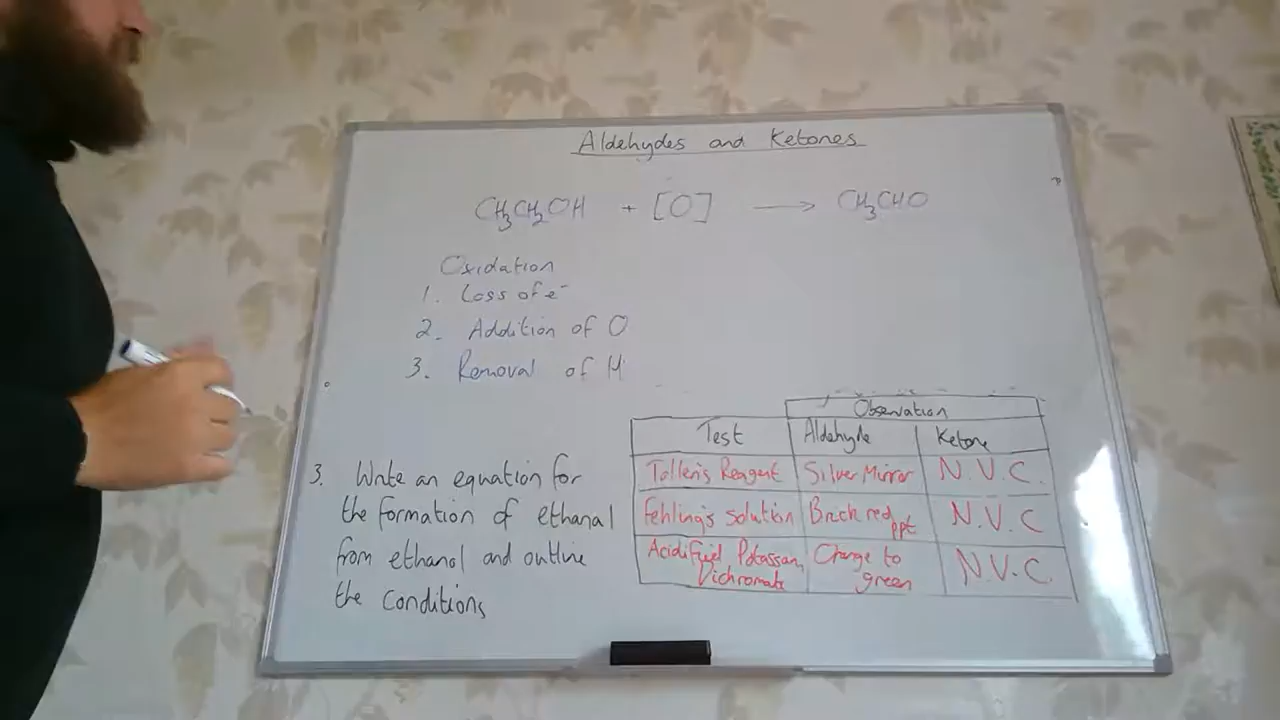 Aldehydes and Ketones
CH₃CH₂OH + [O] ⟶ CH₃CHO
Oxidation
1. Loss of e⁻
2. Addition of O
3. Removal of H
3. Write an equation for
the formation of ethanal
from ethanol and outline
the conditions
Observation
Test Aldehyde Ketone
Tollen's Reagent Silver Mirror N.V.C.
Fehling's solution Brick red ppt N.V.C
Acidified Potassium Dichromate Change to green N.V.C.